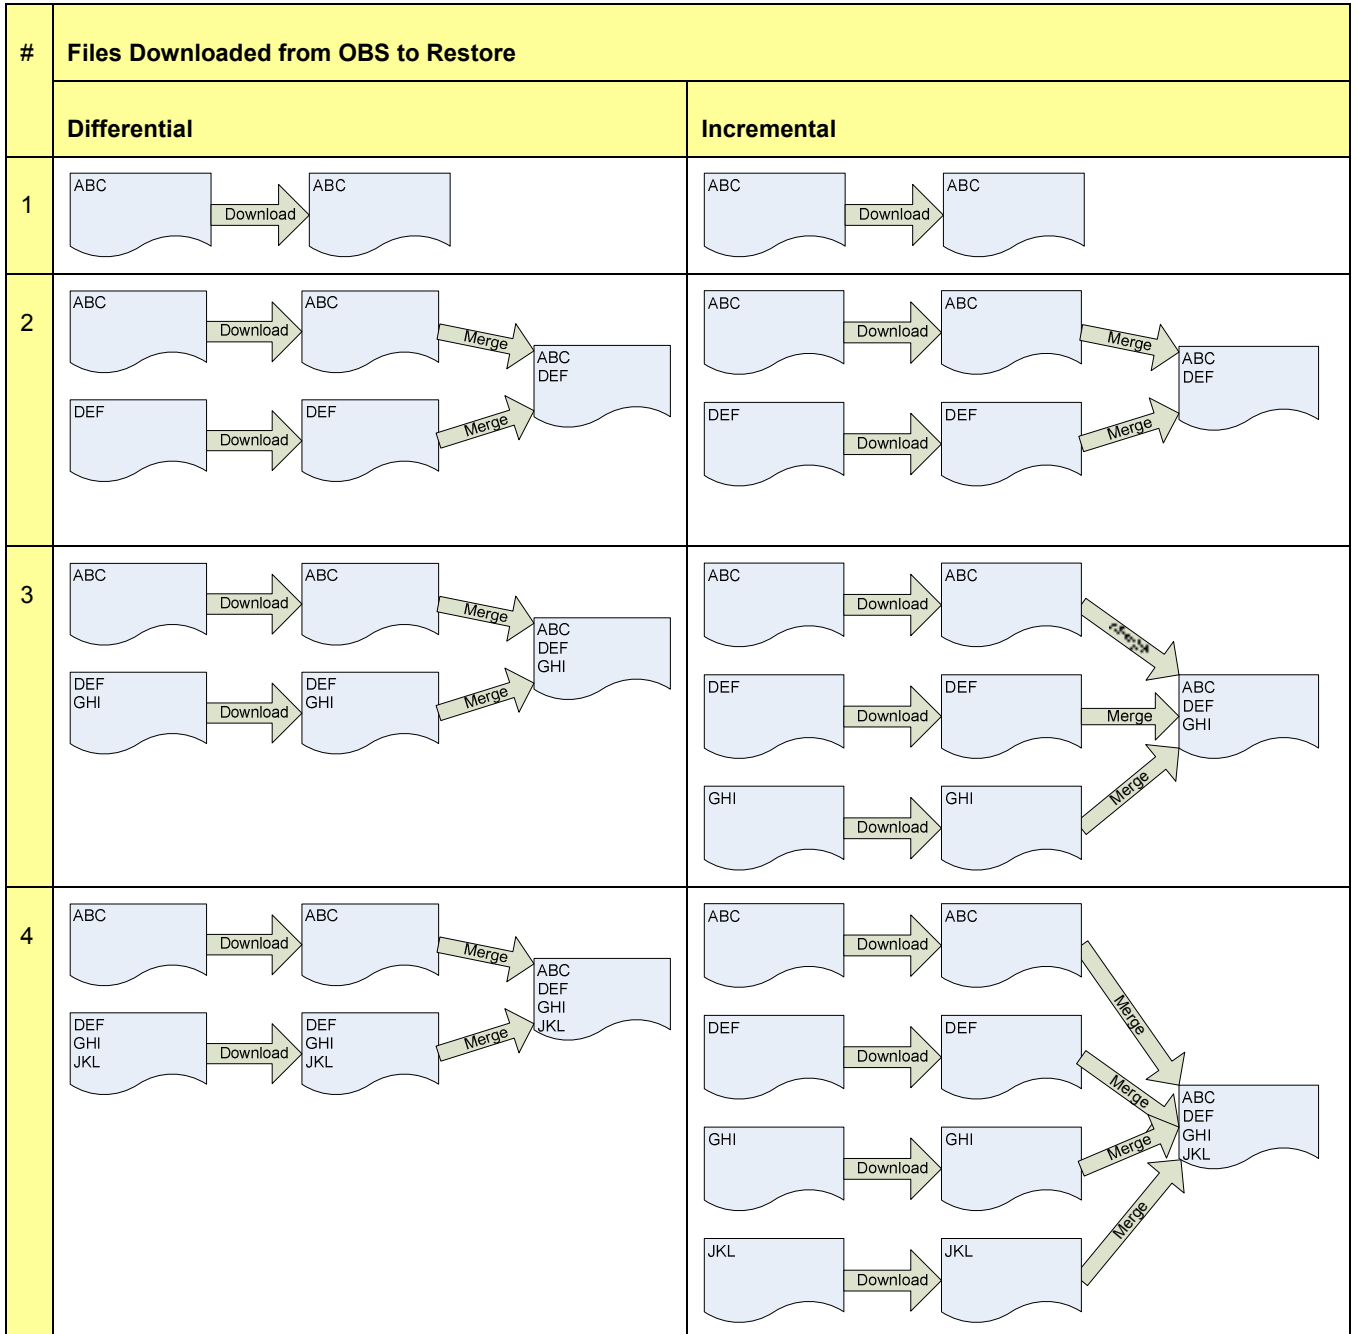 # Files Downloaded from OBS to Restore
Differential Incremental
1
ABC Download ABC
ABC Download ABC
2
ABC Download ABC Merge
DEF Download DEF Merge
ABC
DEF
ABC Download ABC Merge
DEF Download DEF Merge
ABC
DEF
3
ABC Download ABC Merge
DEF
GHI
Download
DEF
GHI
Merge
ABC
DEF
GHI
ABC Download ABC
DEF Download DEF Merge
GHI Download GHI Merge
ABC
DEF
GHI
4
ABC Download ABC Merge
DEF
GHI
JKL
Download
DEF
GHI
JKL
Merge
ABC
DEF
GHI
JKL
ABC Download ABC Merge
DEF Download DEF Merge
GHI Download GHI Merge
JKL Download JKL Merge
ABC
DEF
GHI
JKL